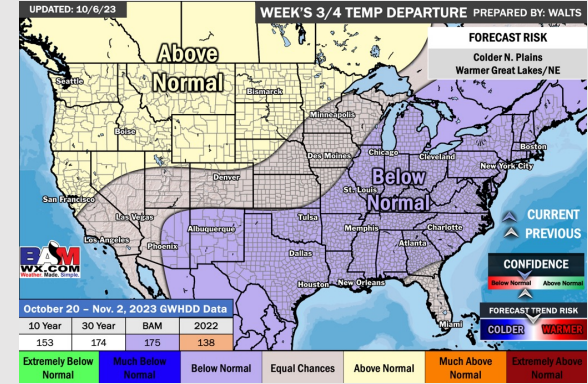 UPDATED: 10/6/23
WEEK'S 3/4 TEMP DEPARTURE PREPARED BY: WALTS
FORECAST RISK
Colder N. Plains
Warmer Great Lakes/NE
Above
Normal
Seattle
Bismarck
Minneapolis
Boise
Boston
Des Moines
Chicago
Cleveland
New York City
Denver
Below
Normal
St. Louis
San Francisco
Las Vegas
Tulsa
Memphis
Charlotte
Los Angeles
Albuquerque
Phoenix
Atlanta
Dallas
Houston
New Orleans
Miami
CURRENT
PREVIOUS
CONFIDENCE
Below Normal
Above Normal
FORECAST TREND RISK
COLDER
WARMER
BAM
WX.COM
Weather. Made. Simple.
October 20 – Nov. 2, 2023 GWHDD Data
10 Year 30 Year BAM 2022
153 174 175 138
Extremely Below
Normal
Much Below
Normal
Below Normal
Equal Chances
Above Normal
Much Above
Normal
Extremely Above
Normal